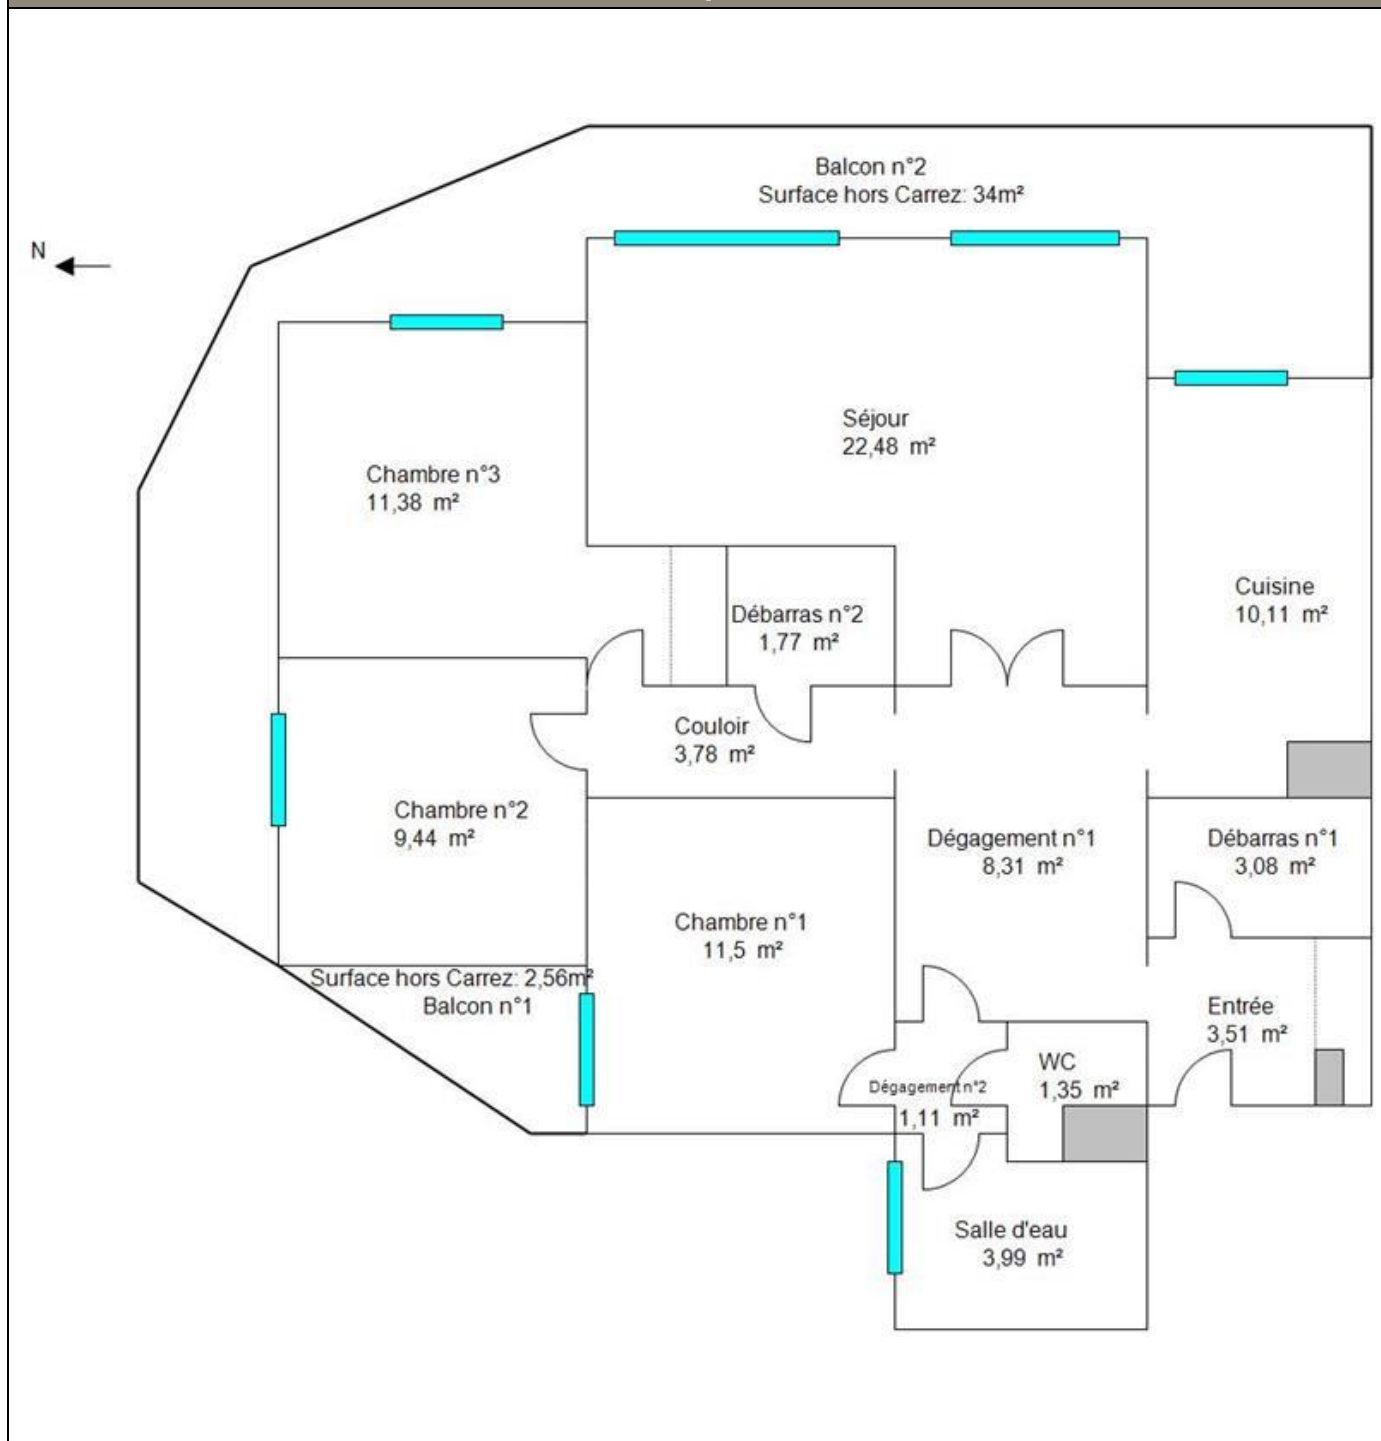 Balcon n°2
Surface hors Carrez: 34m²
N
Séjour
22,48 m²
Chambre n°3
11,38 m²
Cuisine
10,11 m²
Débarras n°2
1,77 m²
Couloir
3,78 m²
Chambre n°2
9,44 m²
Dégagement n°1
8,31 m²
Débarras n°1
3,08 m²
Chambre n°1
11,5 m²
Surface hors Carrez: 2,56m²
Balcon n°1
Entrée
3,51 m²
WC
1,35 m²
Dégagement n°2
1,11 m²
Salle d'eau
3,99 m²